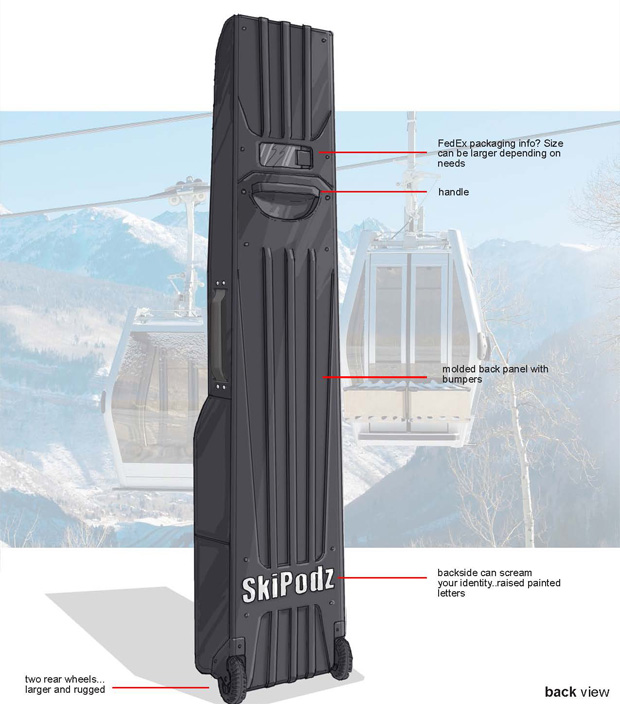 FedEx packaging info? Size
can be larger depending on
needs
handle
molded back panel with
bumpers
backside can scream
your identity..raised painted
letters
SkiPodz
two rear wheels...
larger and rugged
back view